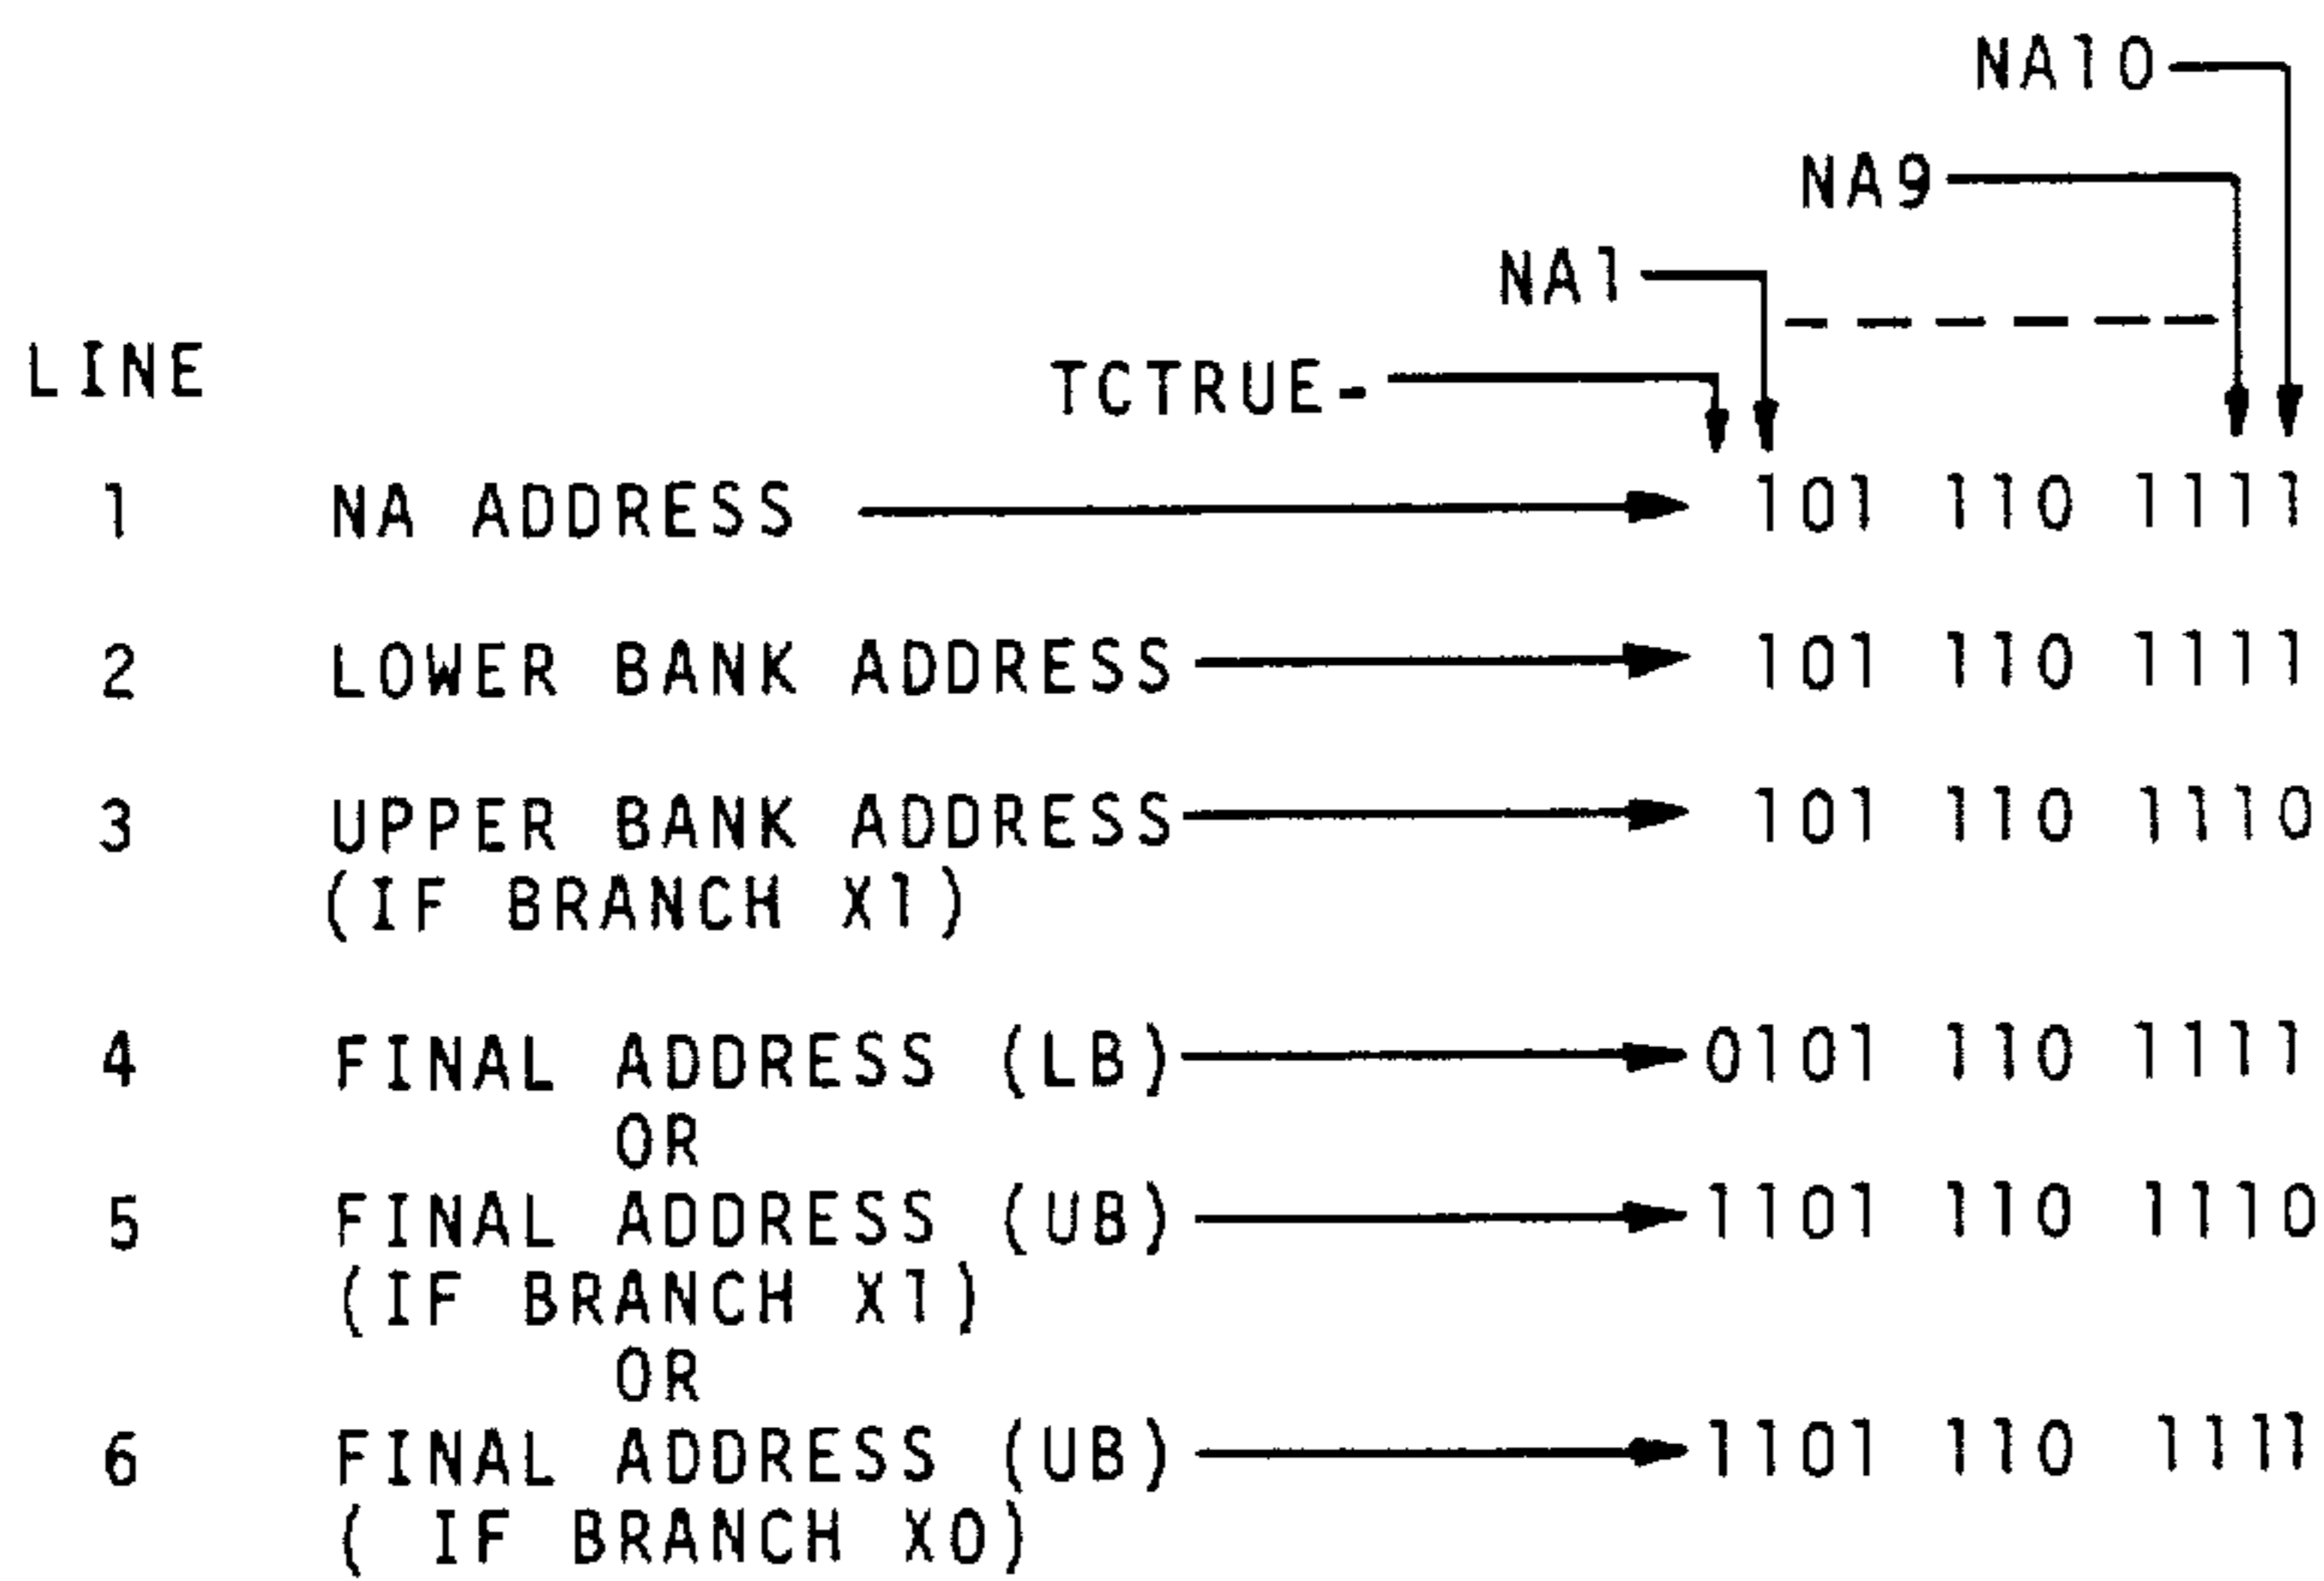 NA10
NA9
NA1
LINE TCTRUE-
1 NA ADDRESS 101 110 1111
2 LOWER BANK ADDRESS 101 110 1111
3 UPPER BANK ADDRESS 101 110 1110
(IF BRANCH X1)
4 FINAL ADDRESS (LB) 0101 110 1111
OR
5 FINAL ADDRESS (UB) 1101 110 1110
(IF BRANCH X1)
OR
6 FINAL ADDRESS (UB) 1101 110 1111
( IF BRANCH X0)